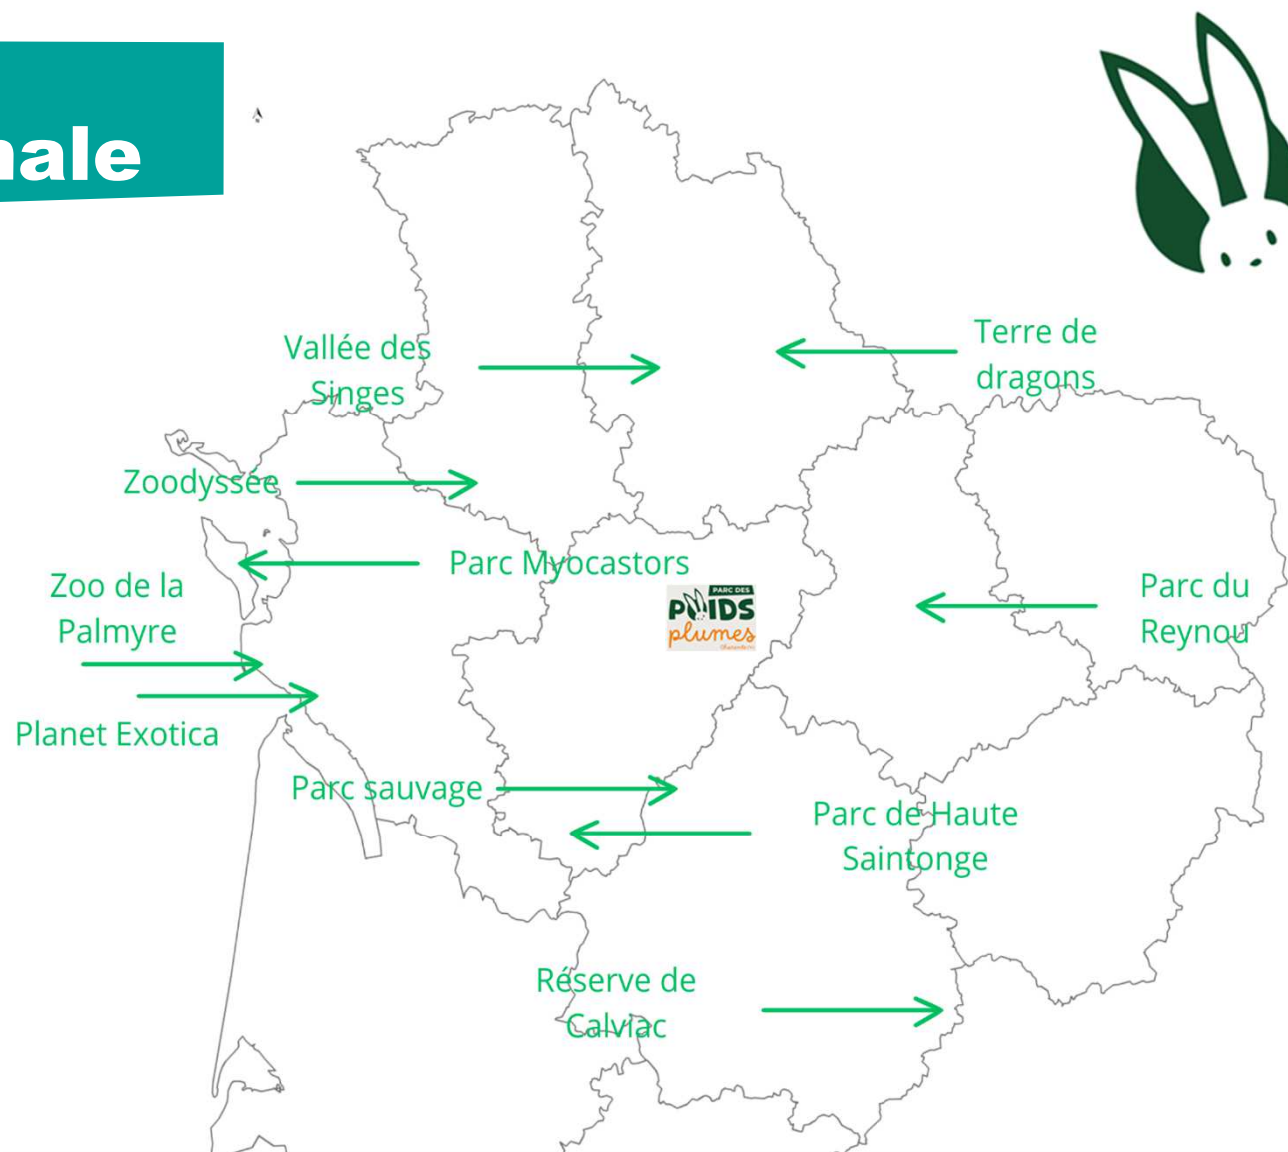 nale
Terre de
dragons
Vallée des
Singes
Zoodyssée
Parc Myocastors
Zoo de la
Palmyre
PARC DES
POIDS
plumes
Parc du
Reynou
Planet Exotica
Parc sauvage
Parc de Haute
Saintonge
Réserve de
Calviac